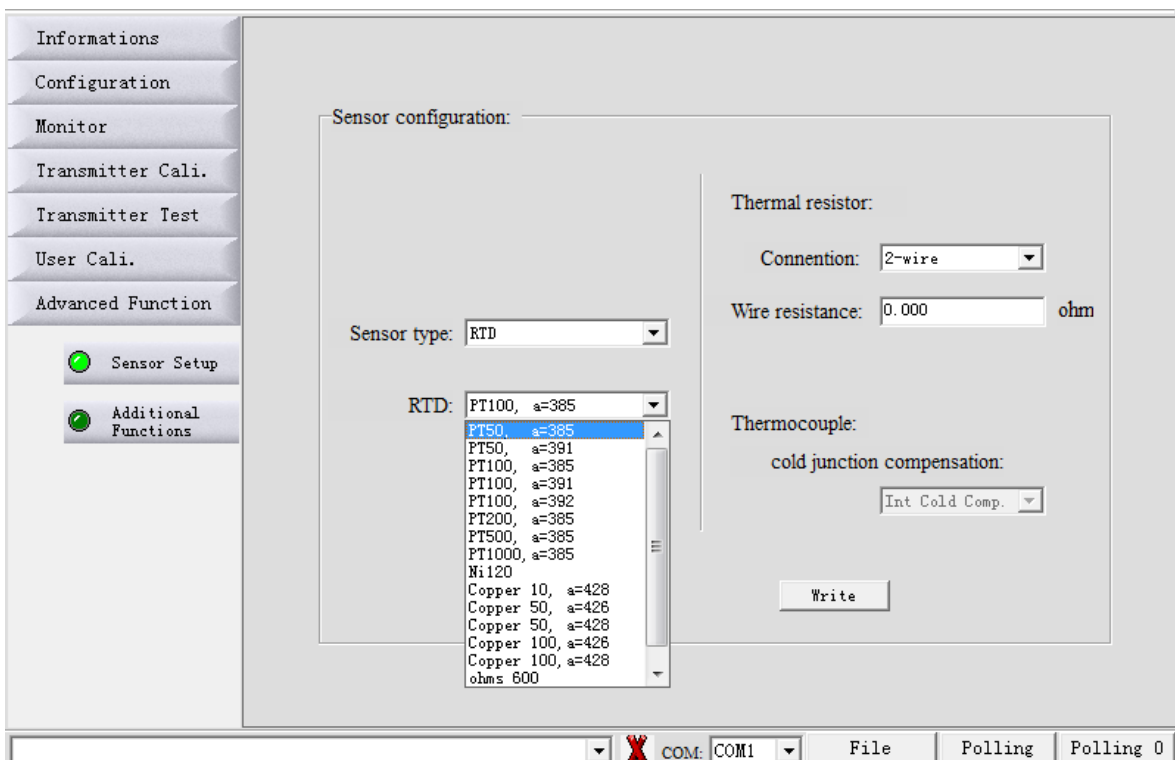 Informations
Configuration
Monitor
Transmitter Cali.
Transmitter Test
User Cali.
Advanced Function
Sensor Setup
Additional
Functions
Sensor configuration:
Sensor type: RTD
RTD: PT100, a=385
PT50, a=385
PT50, a=391
PT100, a=385
PT100, a=391
PT100, a=392
PT200, a=385
PT500, a=385
PT1000, a=385
Ni120
Copper 10, a=428
Copper 50, a=426
Copper 50, a=428
Copper 100, a=426
Copper 100, a=428
ohms 600
Thermal resistor:
Connention: 2-wire
Wire resistance: 0.000 ohm
Thermocouple:
cold junction compensation:
Int Cold Comp.
Write
COM: COM1 File Polling Polling 0